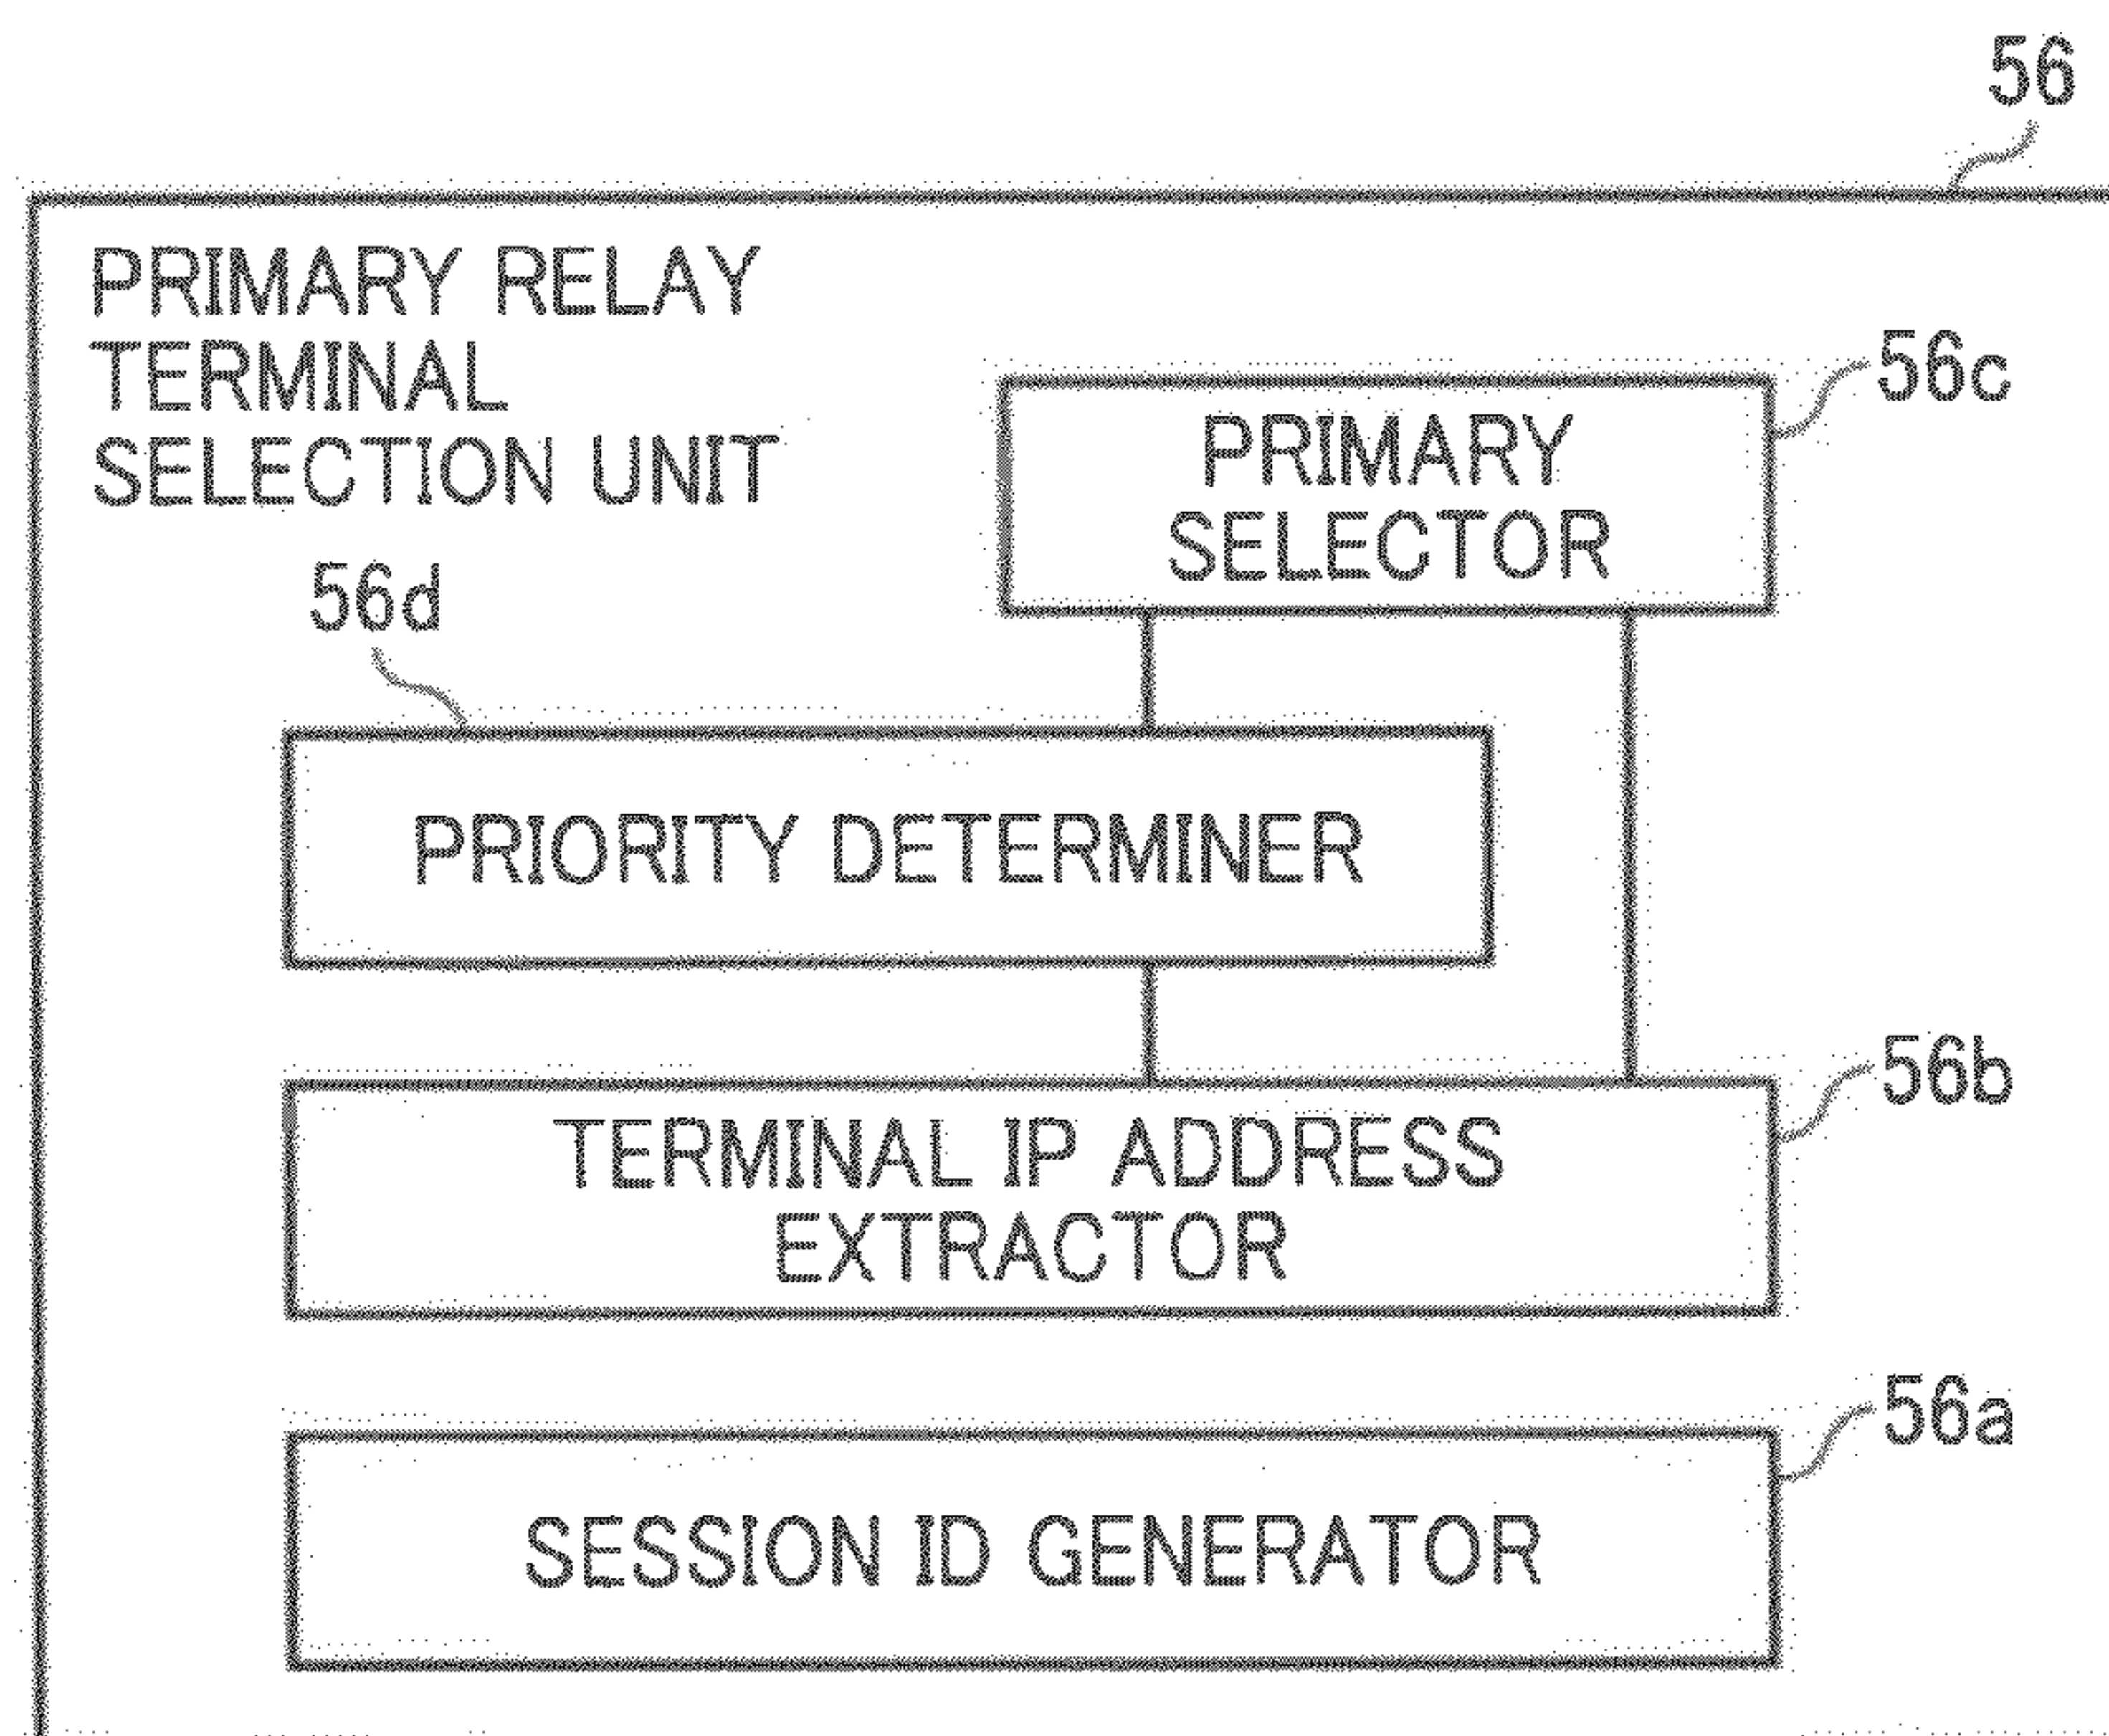 56
PRIMARY RELAY
TERMINAL
SELECTION UNIT
56c
PRIMARY
SELECTOR
56d
PRIORITY DETERMINER
56b
TERMINAL IP ADDRESS
EXTRACTOR
56a
SESSION ID GENERATOR